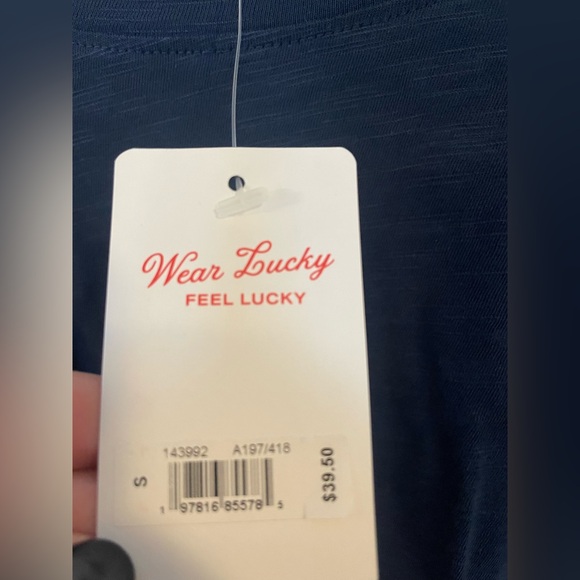 Wear Lucky
FEEL LUCKY
143992 A197/418
S
$39.50
1 97816 85578 5